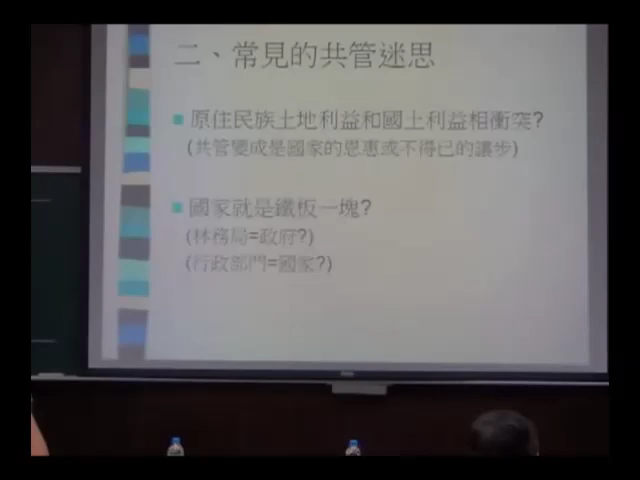 二、常見的共管迷思
原住民族土地利益和國土利益相衝突?
(共管變成是國家的恩惠或不得已的讓步)
國家就是鐵板一塊?
(林務局=政府?)
(行政部門=國家?)